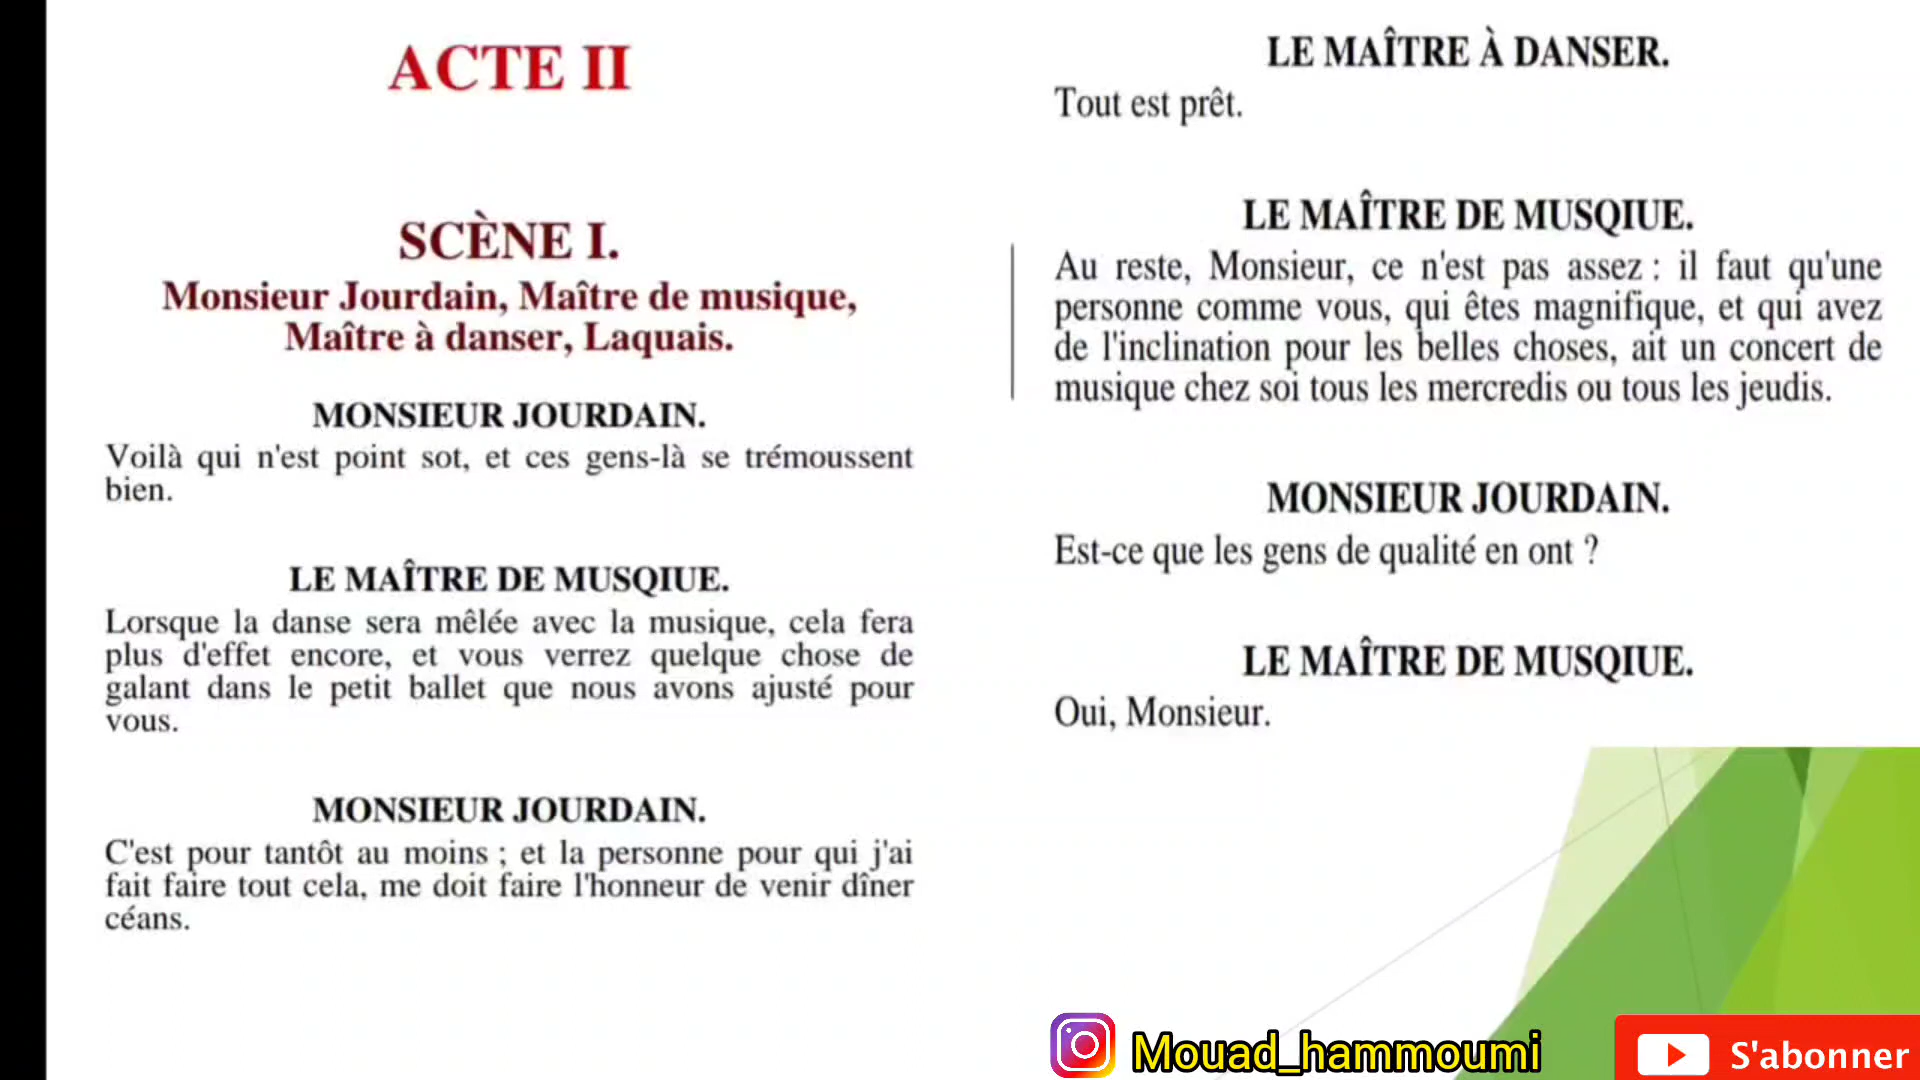 ACTE II
SCÈNE I.
Monsieur Jourdain, Maître de musique,
Maître à danser, Laquais.
MONSIEUR JOURDAIN.
Voilà qui n'est point sot, et ces gens-là se trémoussent
bien.
LE MAÎTRE DE MUSQIUE.
Lorsque la danse sera mêlée avec la musique, cela fera
plus d'effet encore, et vous verrez quelque chose de
galant dans le petit ballet que nous avons ajusté pour
vous.
MONSIEUR JOURDAIN.
C'est pour tantôt au moins ; et la personne pour qui j'ai
fait faire tout cela, me doit faire l'honneur de venir dîner
céans.
LE MAÎTRE À DANSER.
Tout est prêt.
LE MAÎTRE DE MUSQIUE.
Au reste, Monsieur, ce n'est pas assez : il faut qu'une
personne comme vous, qui êtes magnifique, et qui avez
de l'inclination pour les belles choses, ait un concert de
musique chez soi tous les mercredis ou tous les jeudis.
MONSIEUR JOURDAIN.
Est-ce que les gens de qualité en ont ?
LE MAÎTRE DE MUSQIUE.
Oui, Monsieur.
Mouad_hammoumi
S'abonner